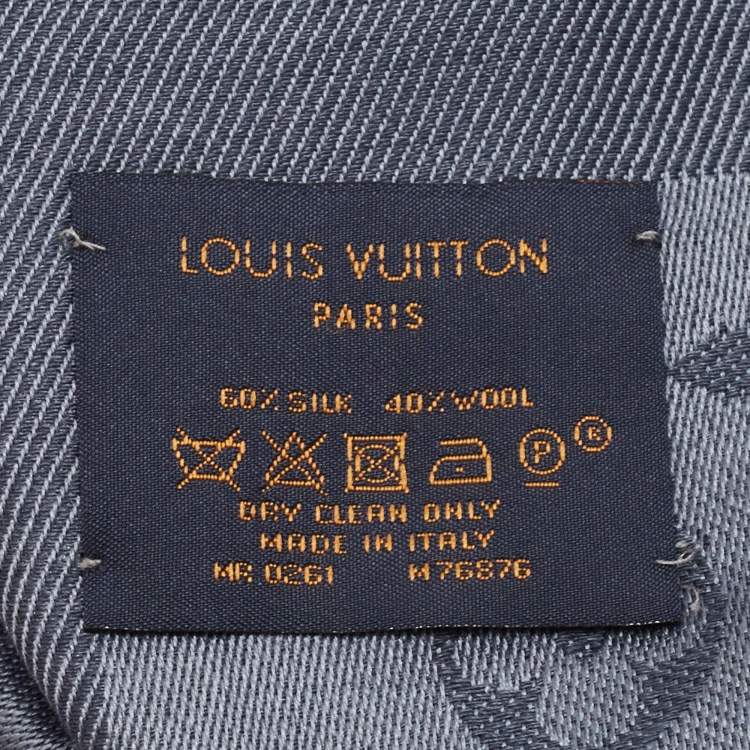 LOUIS VUITTON
PARIS
60% SILK 40% WOOL
P R
DRY CLEAN ONLY
MADE IN ITALY
MR 0261 M76876